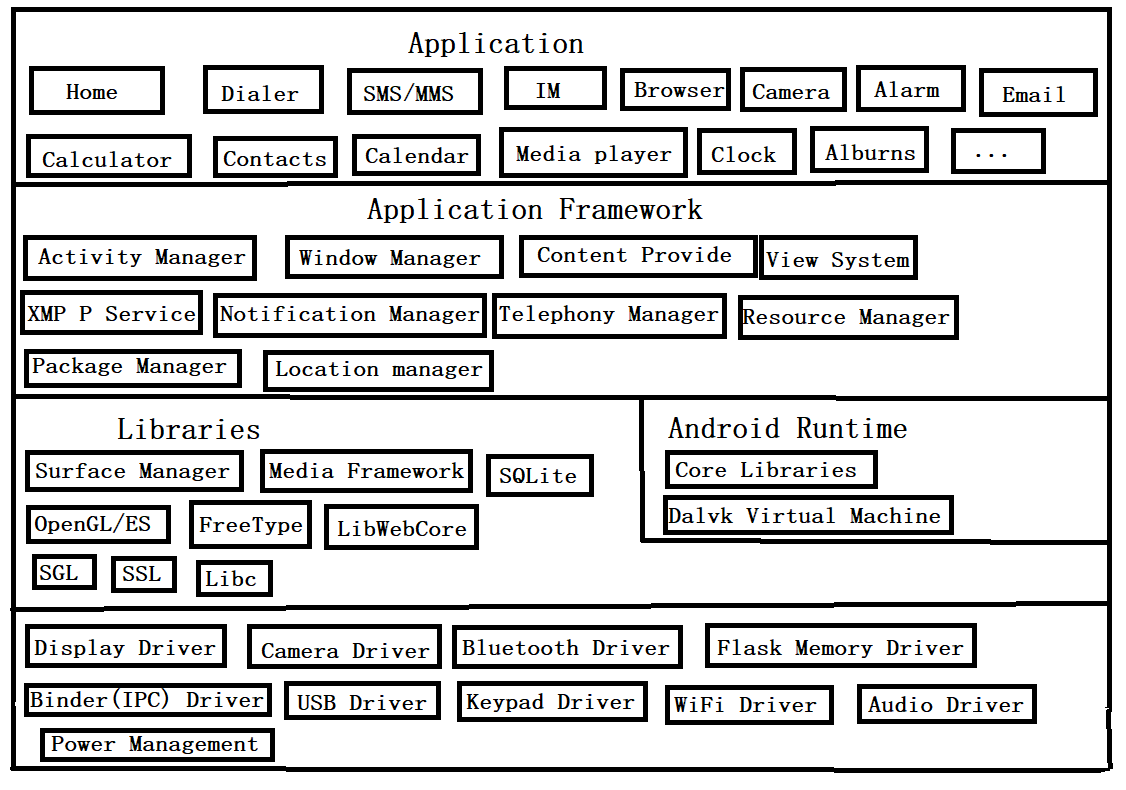 Application
Home Dialer SMS/MMS IM Browser Camera Alarm Email
Calculator Contacts Calendar Media player Clock Alburns ...
Application Framework
Activity Manager Window Manager Content Provide View System
XMP P Service Notification Manager Telephony Manager Resource Manager
Package Manager Location manager
Libraries
Surface Manager Media Framework SQLite
OpenGL/ES FreeType LibWebCore
SGL SSL Libc
Android Runtime
Core Libraries
Dalvk Virtual Machine
Display Driver Camera Driver Bluetooth Driver Flask Memory Driver
Binder(IPC) Driver USB Driver Keypad Driver WiFi Driver Audio Driver
Power Management